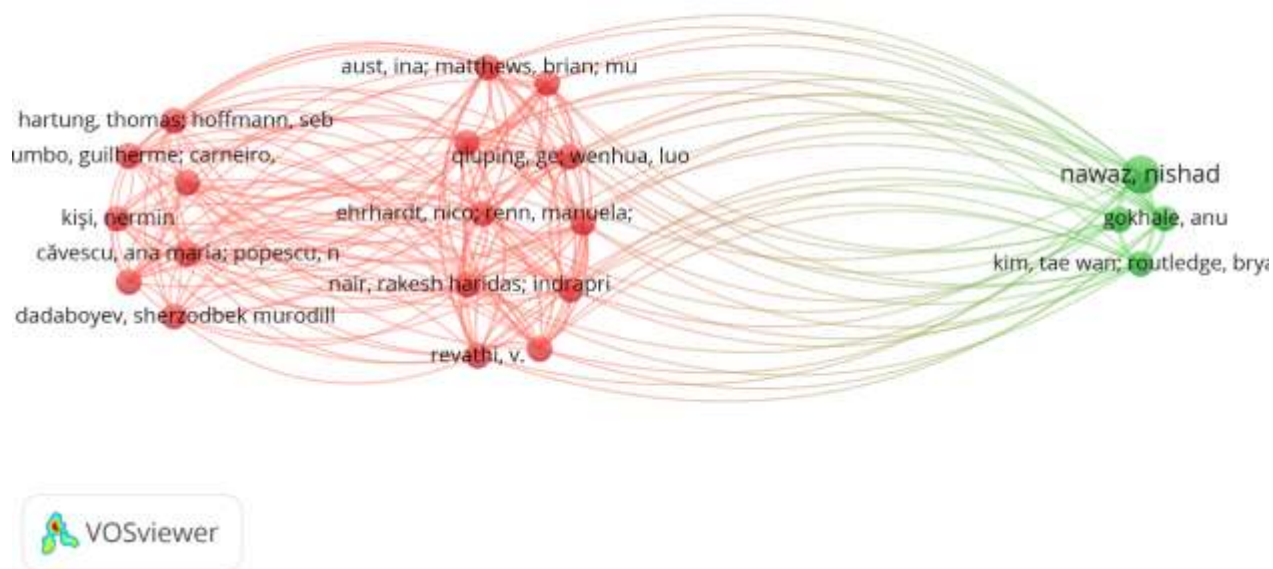 aust, ina; matthews, brian; mu
hartung, thomas; hoffmann, seb
umbo, guilherme; carneiro,
qiuping, ge; wenhua, luo
nawaz, nishad
kişi, nermin
ehrhardt, nico; renn, manuela;
gokhale, anu
căvescu, ana maria; popescu, n
kim, tae wan; routledge, brya
nair, rakesh haridas; indrapri
dadaboyev, sherzodbek murodill
revathi, v.
VOSviewer